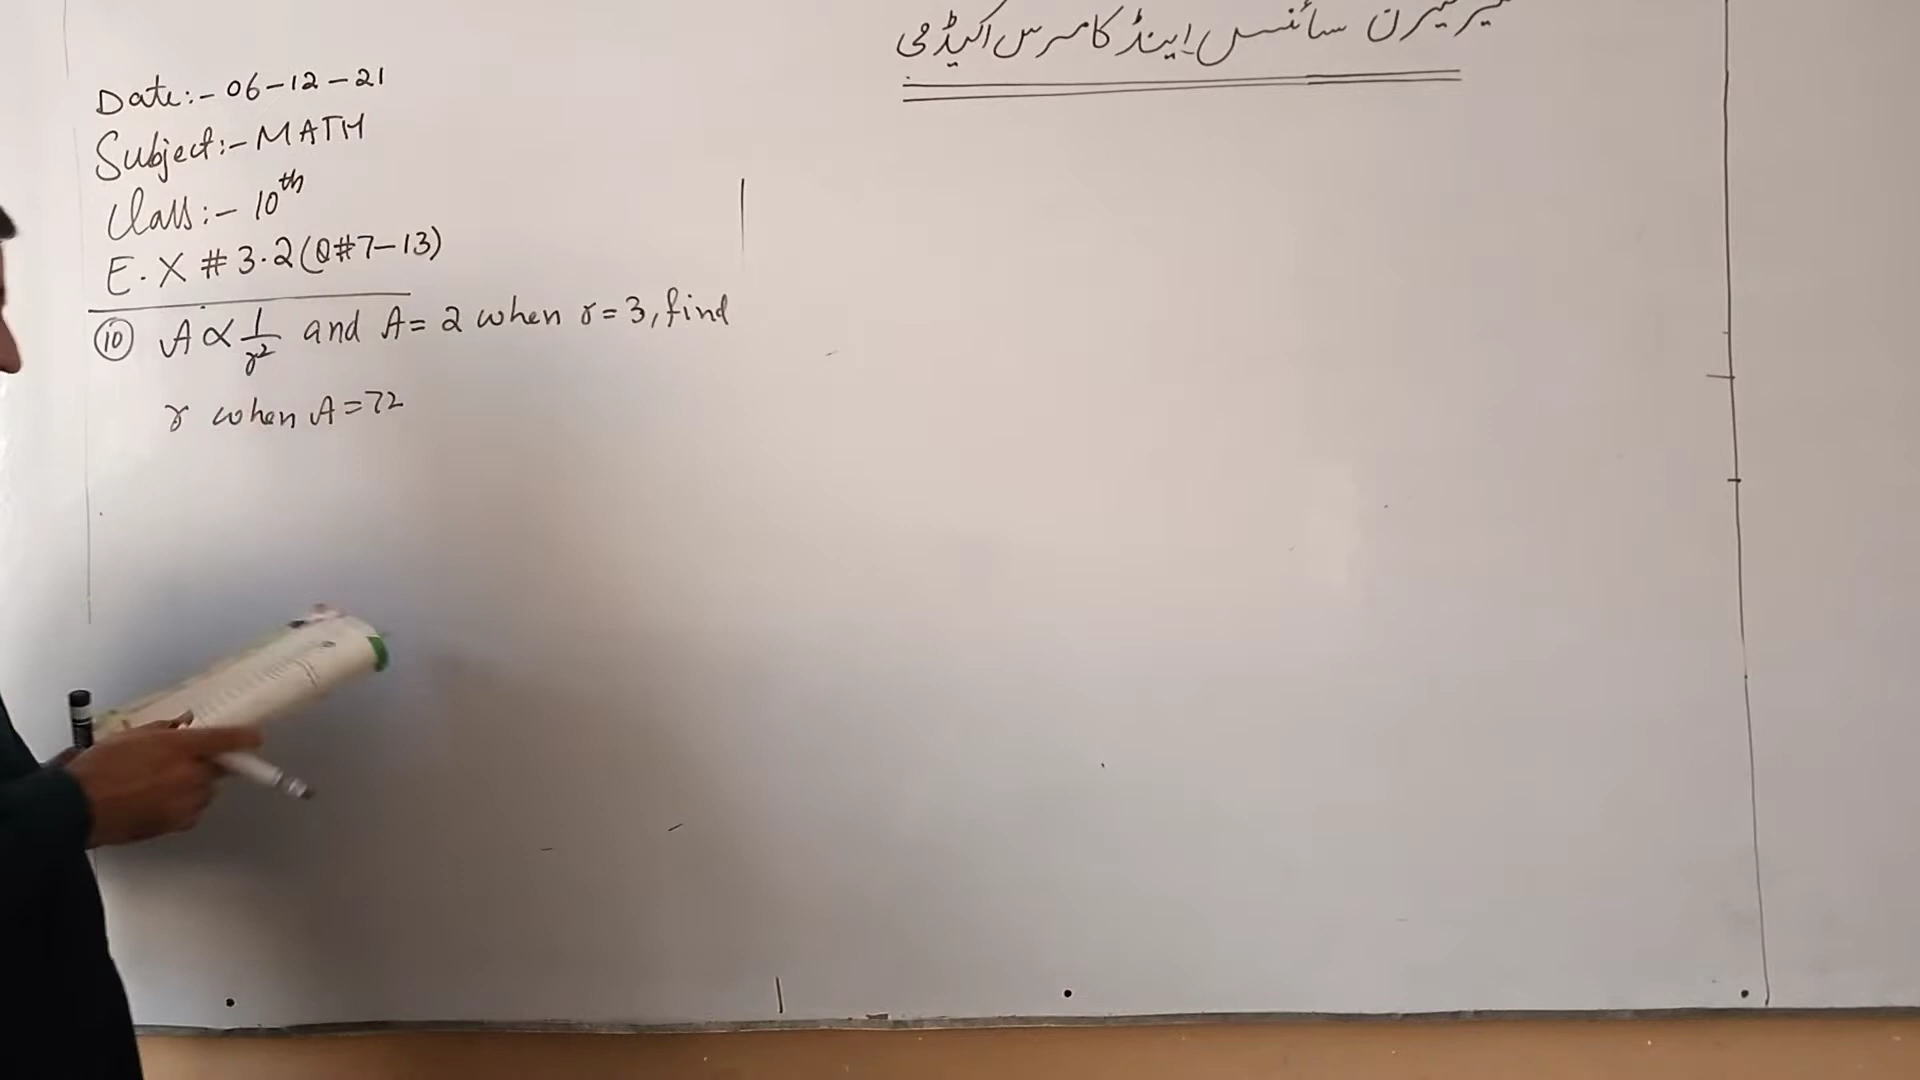 سائنس اینڈ کامرس اکیڈمی
Date:- 06-12-21
Subject:- MATH
Class:- 10th
E.X # 3.2 (Q#7-13)
⑩ A ∝ 1/r² and A = 2 when r = 3, find
r when A = 72